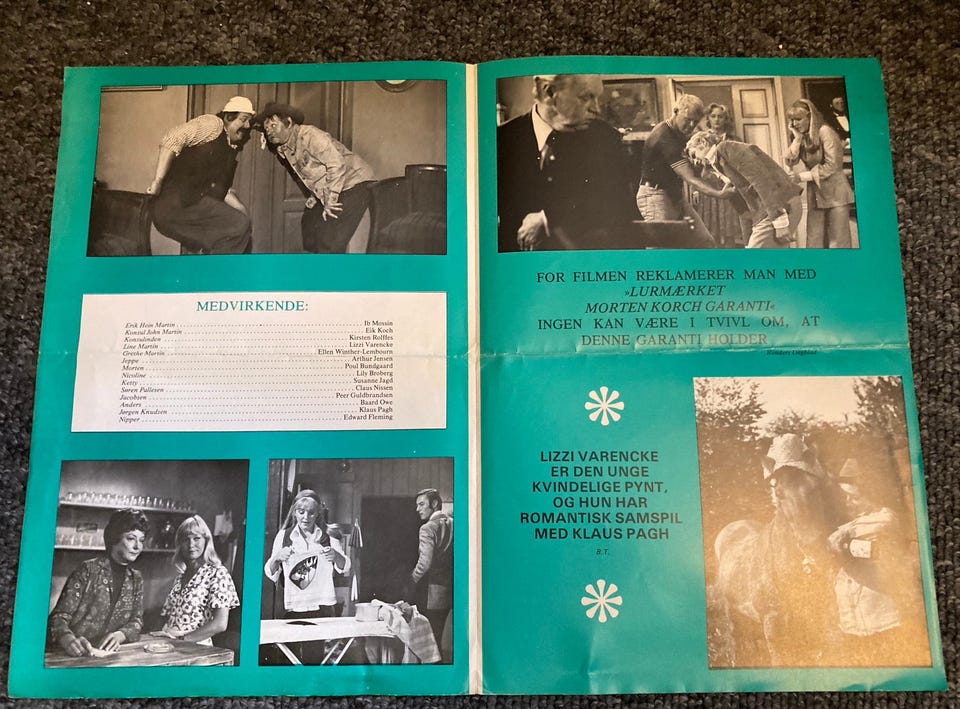 MEDVIRKENDE:
Erik Hein Martin ........ Ib Mossin
Konsul John Martin ........ Eik Koch
Konsulinden ........ Kirsten Rolffes
Line Martin ........ Lizzi Varencke
Grethe Martin ........ Ellen Winther-Lembourn
Jeppe ........ Arthur Jensen
Morten ........ Poul Bundgaard
Nicoline ........ Lily Broberg
Ketty ........ Susanne Jagd
Søren Pallesen ........ Claus Nissen
Jacobsen ........ Peer Guldbrandsen
Anders ........ Baard Owe
Jørgen Knudsen ........ Klaus Pagh
Nipper ........ Edward Fleming
FOR FILMEN REKLAMERER MAN MED
»LURMÆRKET
MORTEN KORCH GARANTI«
INGEN KAN VÆRE I TVIVL OM, AT
DENNE GARANTI HOLDER
Randers Dagblad
LIZZI VARENCKE
ER DEN UNGE
KVINDELIGE PYNT,
OG HUN HAR
ROMANTISK SAMSPIL
MED KLAUS PAGH
B.T.